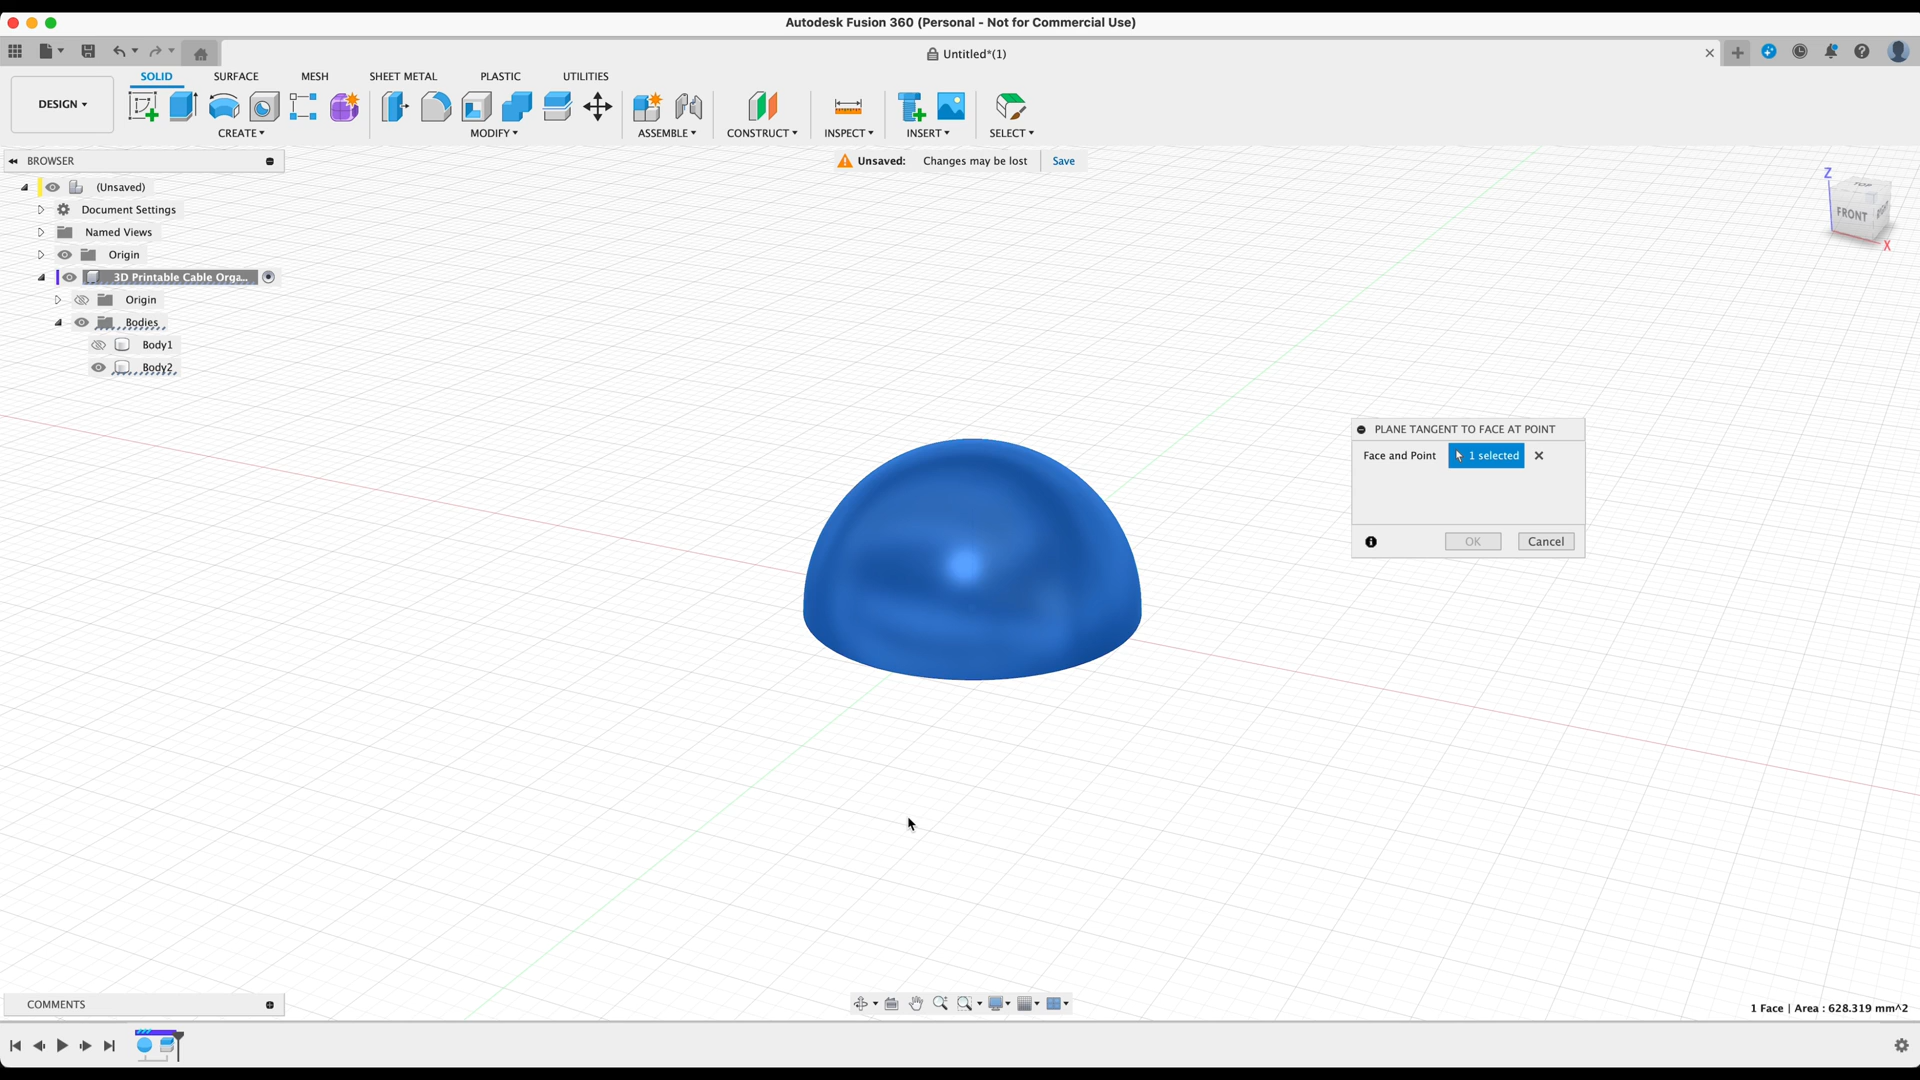 Autodesk Fusion 360 (Personal - Not for Commercial Use)
Untitled*(1)
SOLID SURFACE MESH SHEET METAL PLASTIC UTILITIES
DESIGN
CREATE MODIFY ASSEMBLE CONSTRUCT INSPECT INSERT SELECT
BROWSER
Unsaved: Changes may be lost Save
(Unsaved)
Document Settings
Named Views
Origin
3D Printable Cable Orga...
Origin
Bodies
Body1
Body2
Z
TOP
FRONT
X
PLANE TANGENT TO FACE AT POINT
Face and Point 1 selected
OK Cancel
COMMENTS
1 Face | Area : 628.319 mm^2